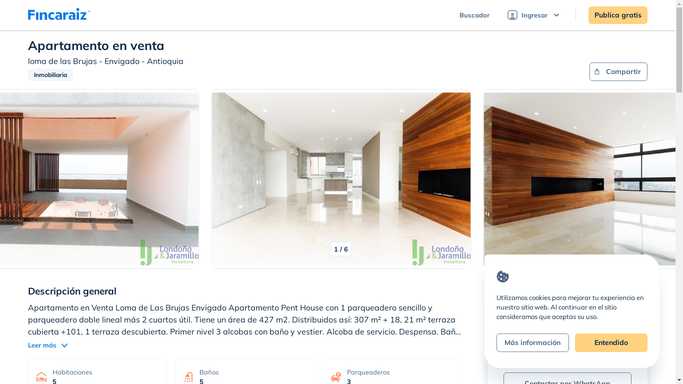 Fincaraiz
Buscador
Ingresar
Publica gratis
Apartamento en venta
loma de las Brujas - Envigado - Antioquia
Inmobiliaria
Compartir
Londoño
&Jaramillo
1 / 6
Londoño
&Jaramillo
Descripción general
Apartamento en Venta Loma de Las Brujas Envigado Apartamento Pent House con 1 parqueadero sencillo y
parqueadero doble lineal más 2 cuartos útil. Tiene un área de 427 m2. Distribuidos así: 307 m² + 18, 21 m² terraza
cubierta +101, 1 terraza descubierta. Primer nivel 3 alcobas con baño y vestier. Alcoba de servicio. Despensa. Bañ...
Leer más
Habitaciones
5
Baños
5
Parqueaderos
3
Utilizamos cookies para mejorar tu experiencia en
nuestro sitio web. Al continuar en el sitio
consideramos que aceptas su uso.
Más información
Entendido
Contactar por WhatsApp